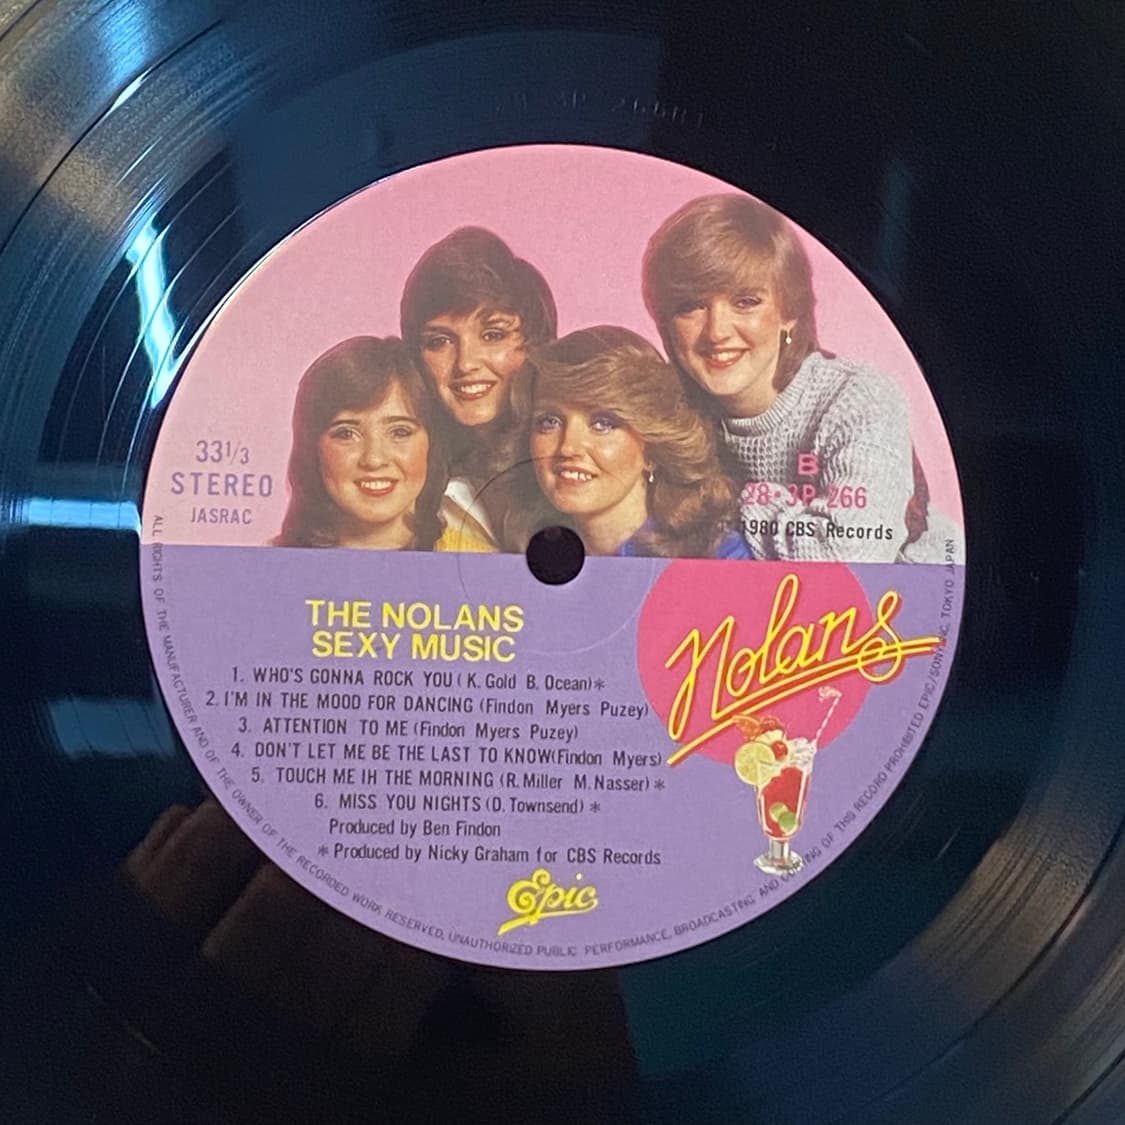 33 1/3
STEREO
JASRAC
B
28・3P-266
℗ 1980 CBS Records
THE NOLANS
SEXY MUSIC
Nolans
1. WHO'S GONNA ROCK YOU (K. Gold B. Ocean)*
2. I'M IN THE MOOD FOR DANCING (Findon Myers Puzey)
3. ATTENTION TO ME (Findon Myers Puzey)
4. DON'T LET ME BE THE LAST TO KNOW(Findon Myers)
5. TOUCH ME IH THE MORNING (R. Miller M. Nasser) *
6. MISS YOU NIGHTS (D. Townsend) *
Produced by Ben Findon
* Produced by Nicky Graham for CBS Records
Epic
ALL RIGHTS OF THE MANUFACTURER AND OF THE OWNER OF THE RECORDED WORK RESERVED. UNAUTHORIZED PUBLIC PERFORMANCE, BROADCASTING AND COPYING OF THIS RECORD PROHIBITED EPIC/SONY INC. TOKYO JAPAN